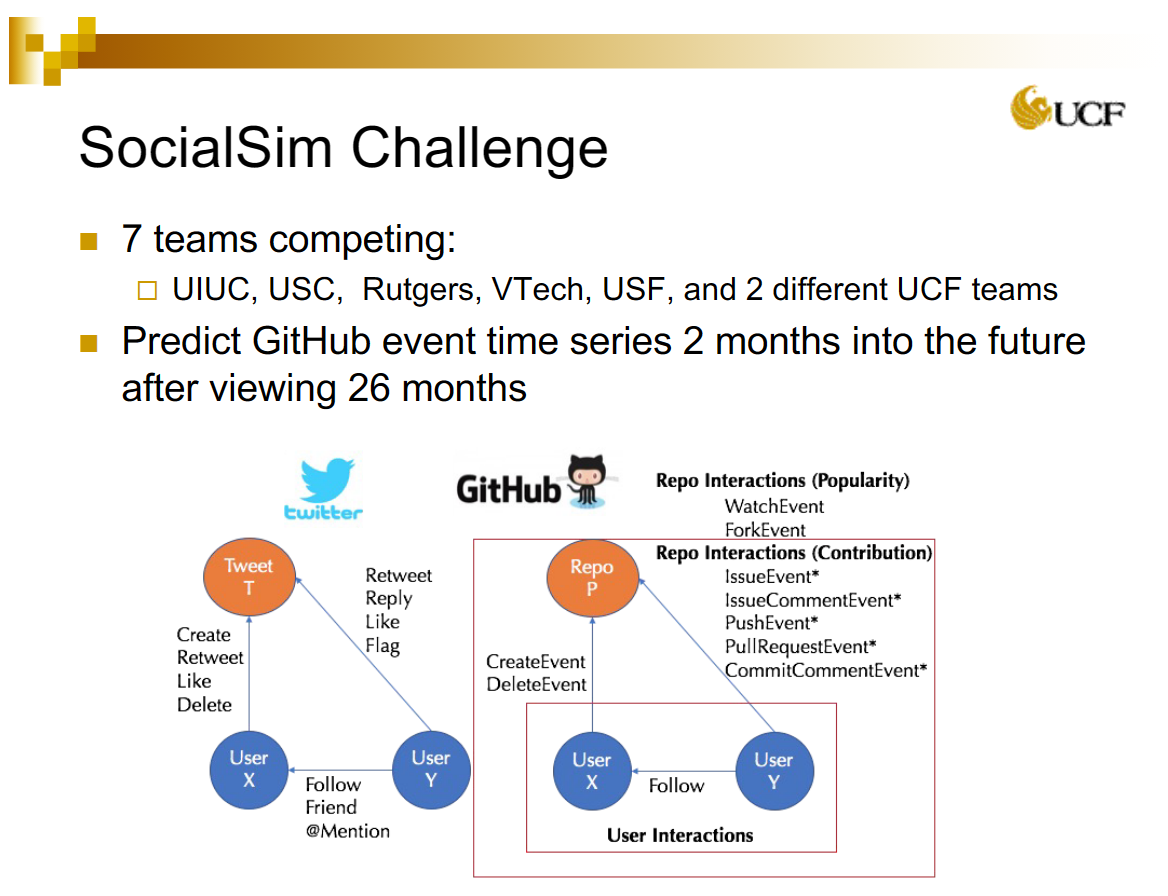 UCF
SocialSim Challenge
7 teams competing:
UIUC, USC, Rutgers, VTech, USF, and 2 different UCF teams
Predict GitHub event time series 2 months into the future
after viewing 26 months
twitter
GitHub
Repo Interactions (Popularity)
WatchEvent
ForkEvent
Repo Interactions (Contribution)
IssueEvent*
IssueCommentEvent*
PushEvent*
PullRequestEvent*
CommitCommentEvent*
Tweet
T
Retweet
Reply
Like
Flag
Create
Retweet
Like
Delete
User
X
User
Y
Follow
Friend
@Mention
Repo
P
CreateEvent
DeleteEvent
User
X
User
Y
Follow
User Interactions